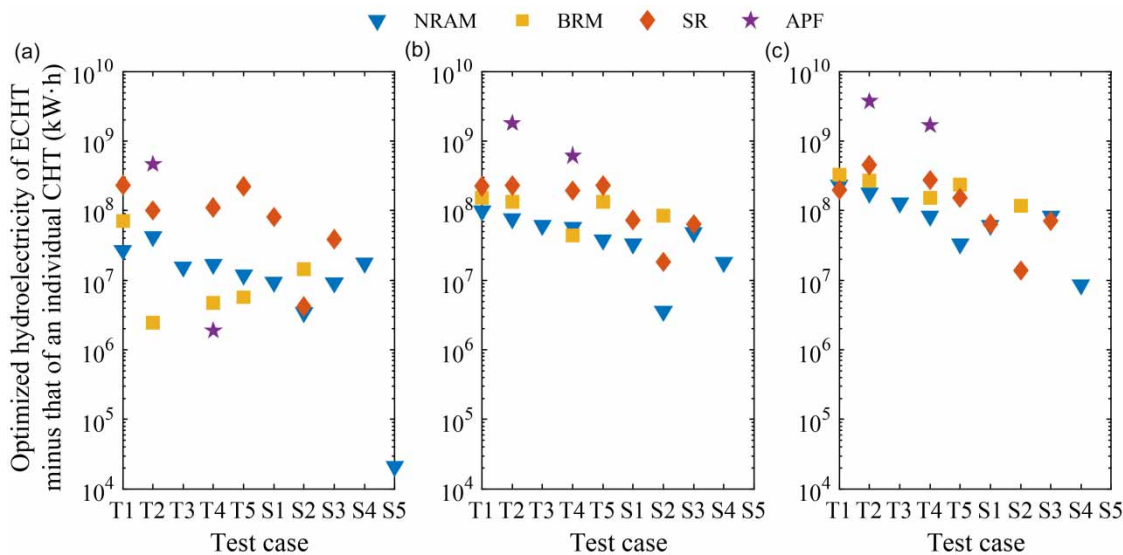 NRAM BRM SR APF
(a) (b) (c)
Optimized hydroelectricity of ECHT
minus that of an individual CHT (kW·h)
10^10 10^10 10^10
10^9 10^9 10^9
10^8 10^8 10^8
10^7 10^7 10^7
10^6 10^6 10^6
10^5 10^5 10^5
10^4 10^4 10^4
T1 T2 T3 T4 T5 S1 S2 S3 S4 S5 T1 T2 T3 T4 T5 S1 S2 S3 S4 S5 T1 T2 T3 T4 T5 S1 S2 S3 S4 S5
Test case Test case Test case